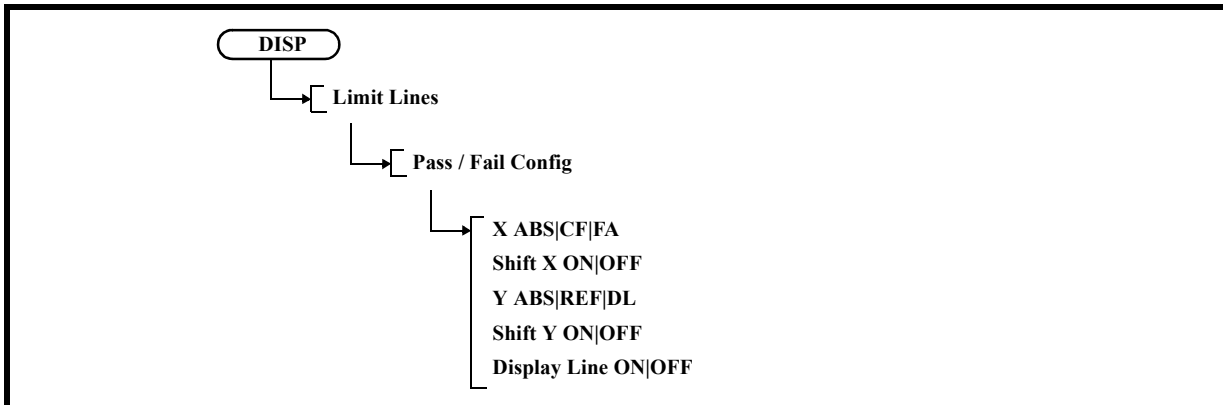 DISP
Limit Lines
Pass / Fail Config
X ABS|CF|FA
Shift X ON|OFF
Y ABS|REF|DL
Shift Y ON|OFF
Display Line ON|OFF